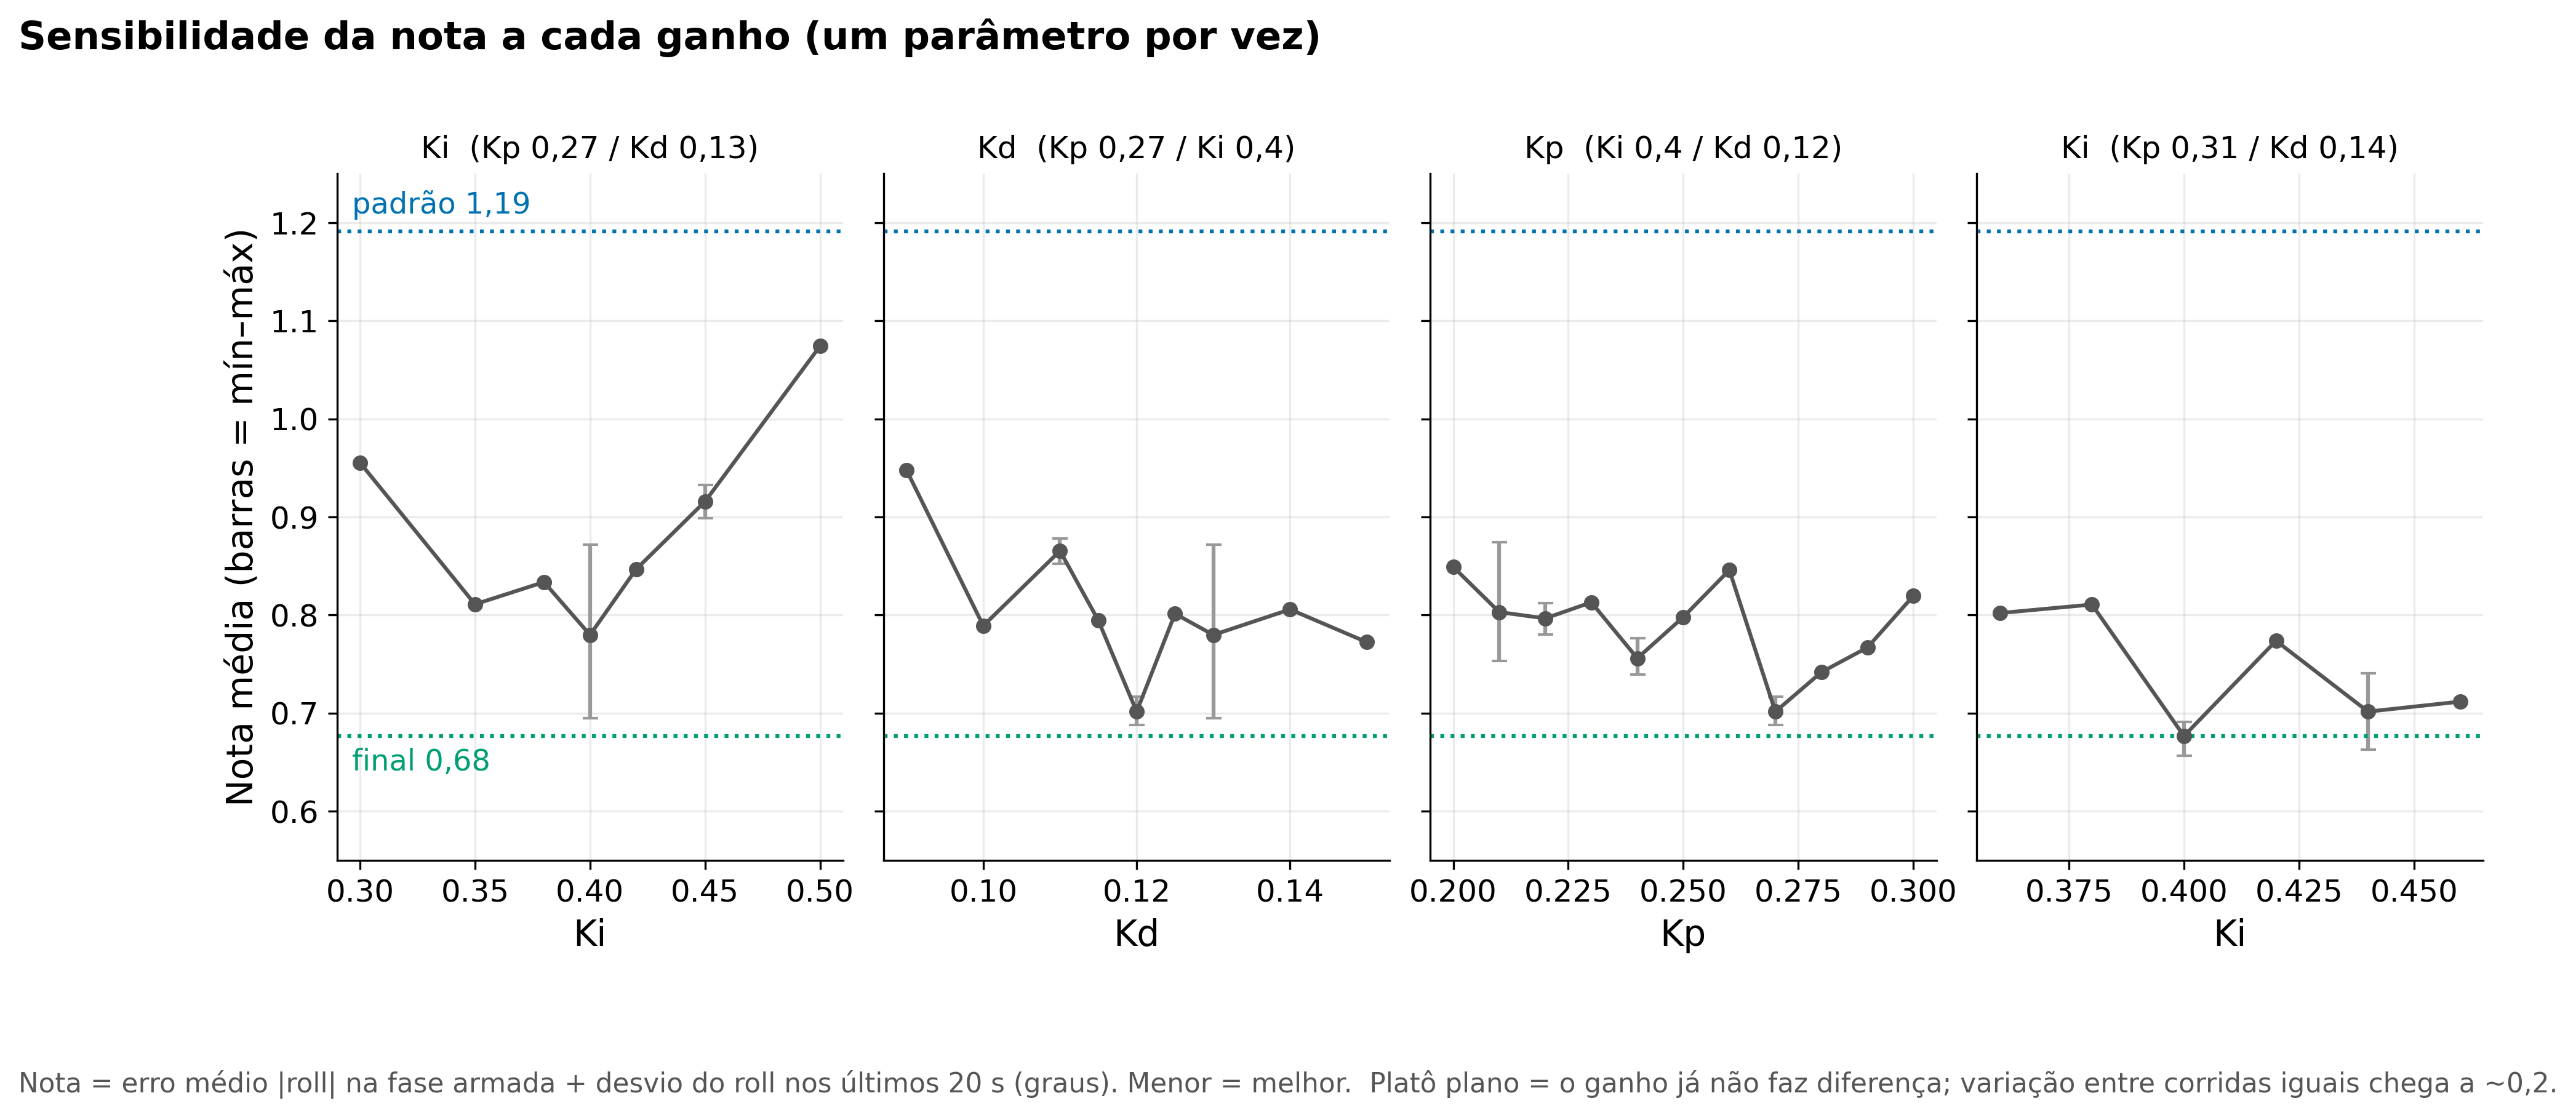 Sensibilidade da nota a cada ganho (um parâmetro por vez)
Ki  (Kp 0,27 / Kd 0,13)
Kd  (Kp 0,27 / Ki 0,4)
Kp  (Ki 0,4 / Kd 0,12)
Ki  (Kp 0,31 / Kd 0,14)
Nota média (barras = mín–máx)
1.2
1.1
1.0
0.9
0.8
0.7
0.6
padrão 1,19
final 0,68
0.30 0.35 0.40 0.45 0.50
Ki
0.10 0.12 0.14
Kd
0.200 0.225 0.250 0.275 0.300
Kp
0.375 0.400 0.425 0.450
Ki
Nota = erro médio |roll| na fase armada + desvio do roll nos últimos 20 s (graus). Menor = melhor.  Platô plano = o ganho já não faz diferença; variação entre corridas iguais chega a ~0,2.